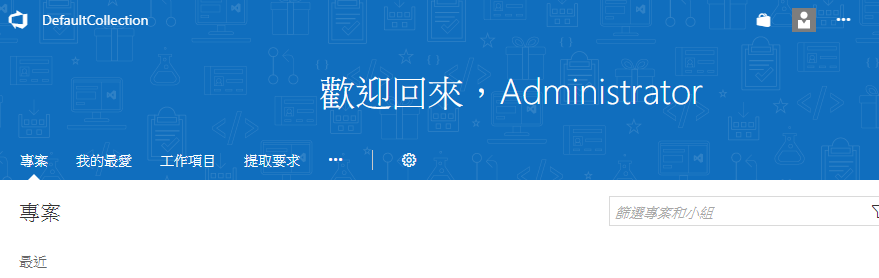 DefaultCollection
歡迎回來，Administrator
專案 我的最愛 工作項目 提取要求
專案
篩選專案和小組
最近